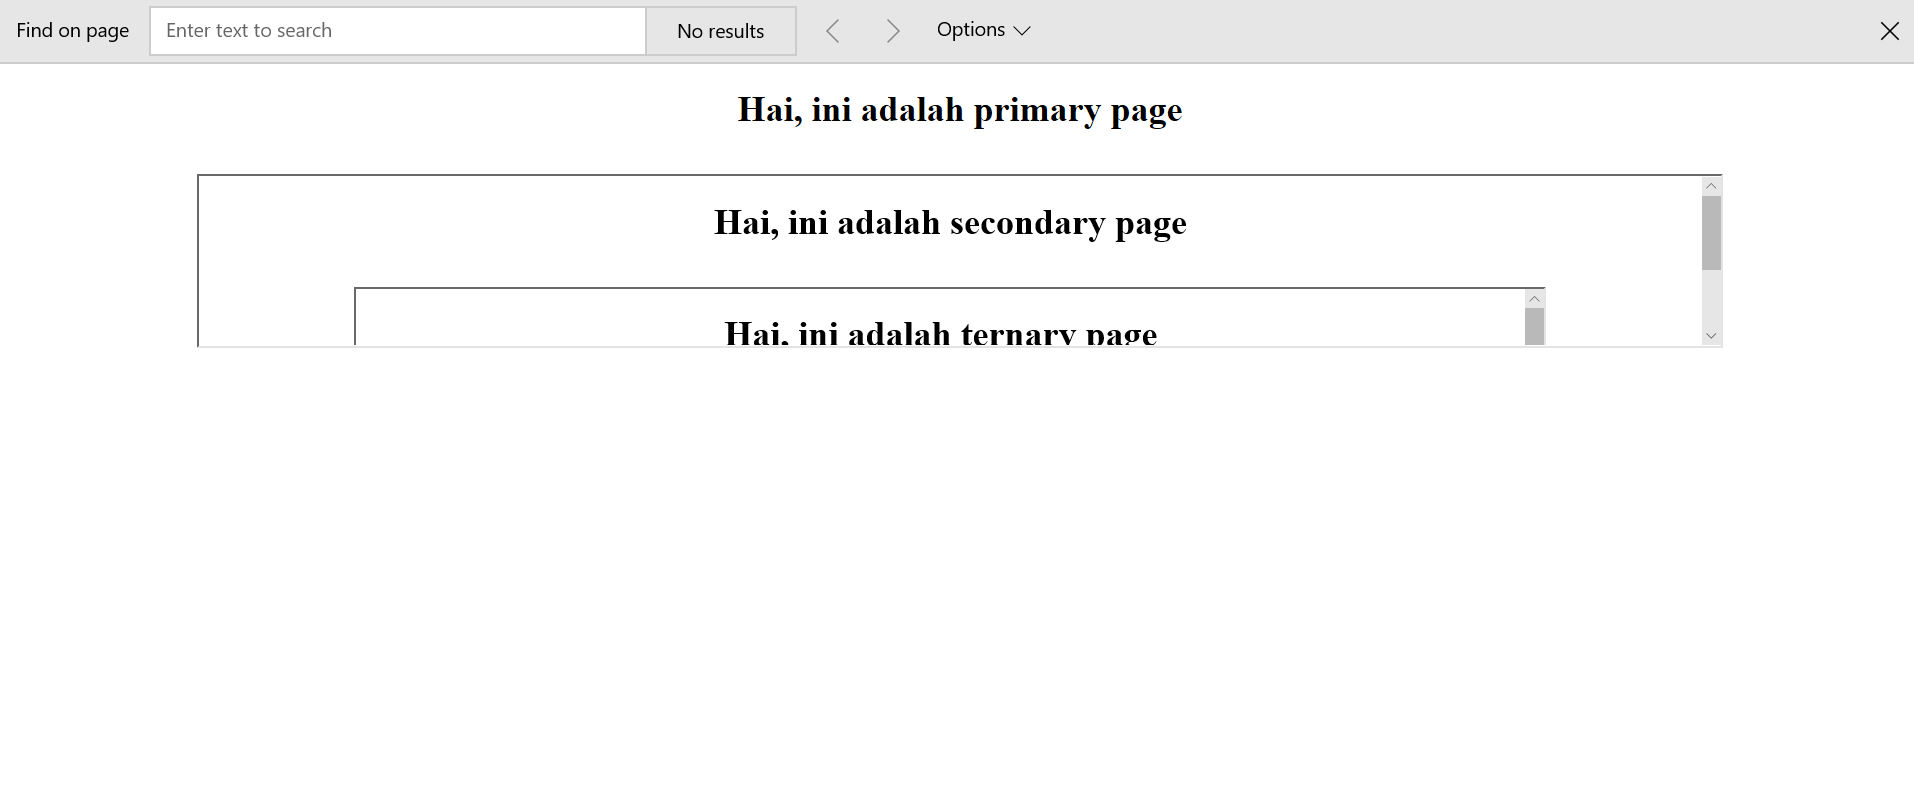 Find on page Enter text to search No results Options
Hai, ini adalah primary page
Hai, ini adalah secondary page
Hai, ini adalah ternary page